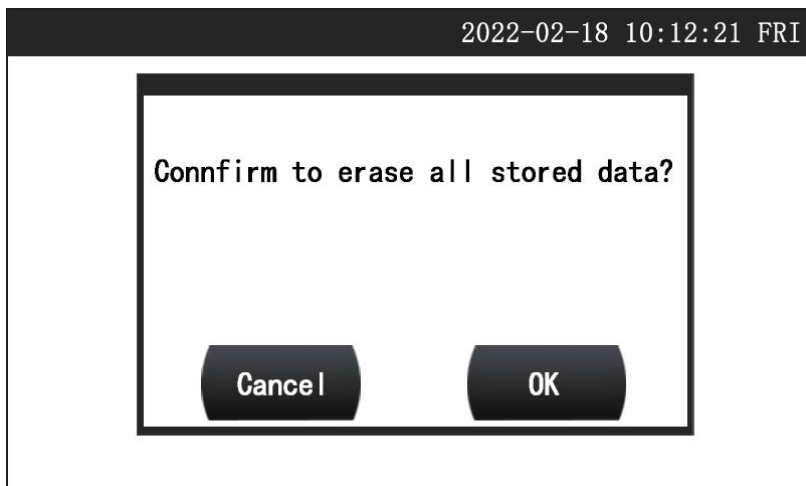 2022-02-18 10:12:21 FRI
Connfirm to erase all stored data?
Cancel OK